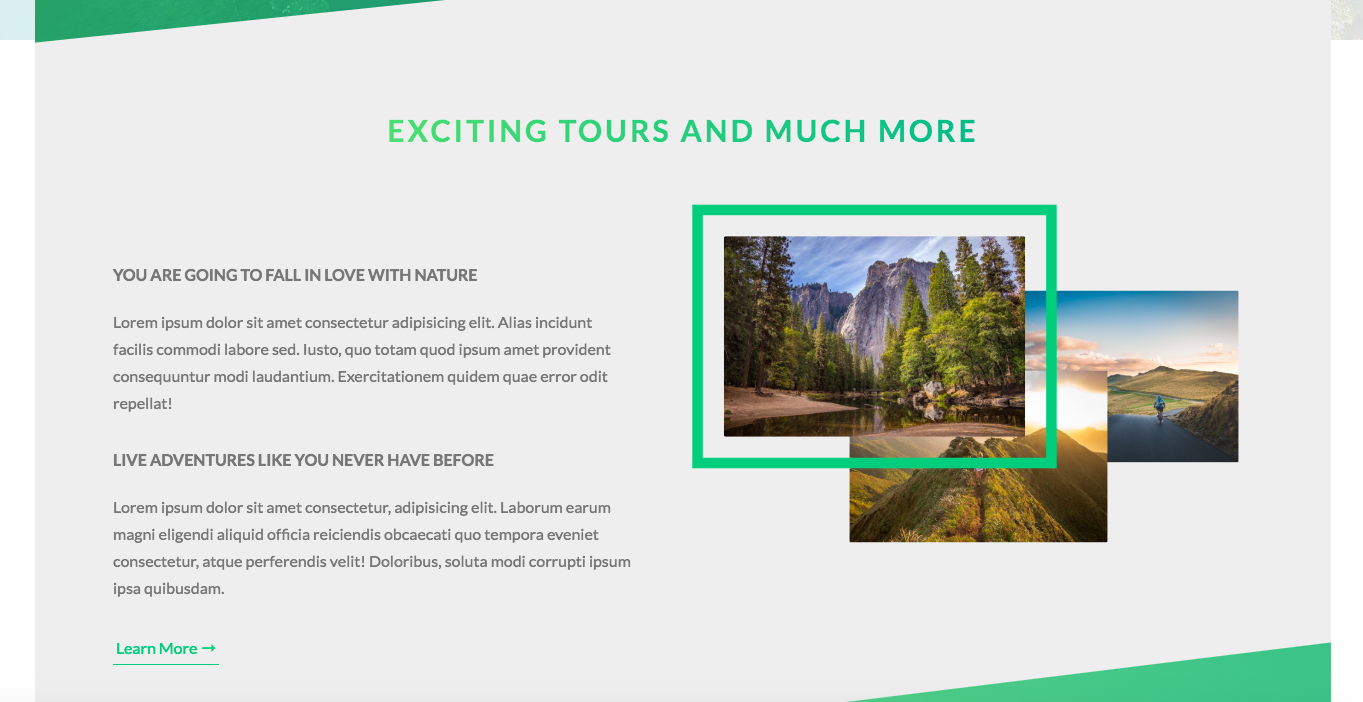 EXCITING TOURS AND MUCH MORE
YOU ARE GOING TO FALL IN LOVE WITH NATURE
Lorem ipsum dolor sit amet consectetur adipisicing elit. Alias incidunt
facilis commodi labore sed. Iusto, quo totam quod ipsum amet provident
consequuntur modi laudantium. Exercitationem quidem quae error odit
repellat!
LIVE ADVENTURES LIKE YOU NEVER HAVE BEFORE
Lorem ipsum dolor sit amet consectetur, adipisicing elit. Laborum earum
magni eligendi aliquid officia reiciendis obcaecati quo tempora eveniet
consectetur, atque perferendis velit! Doloribus, soluta modi corrupti ipsum
ipsa quibusdam.
Learn More →